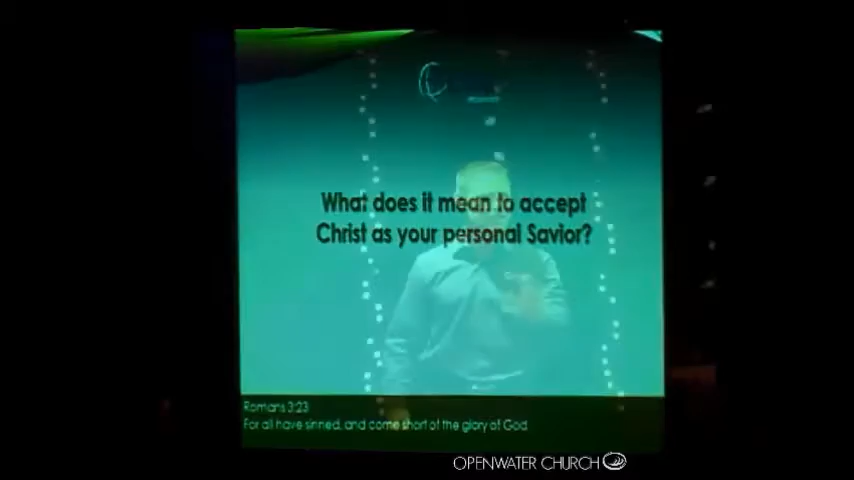 What does it mean to accept
Christ as your personal Savior?
Romans 3:23
For all have sinned, and come short of the glory of God
OPENWATER CHURCH